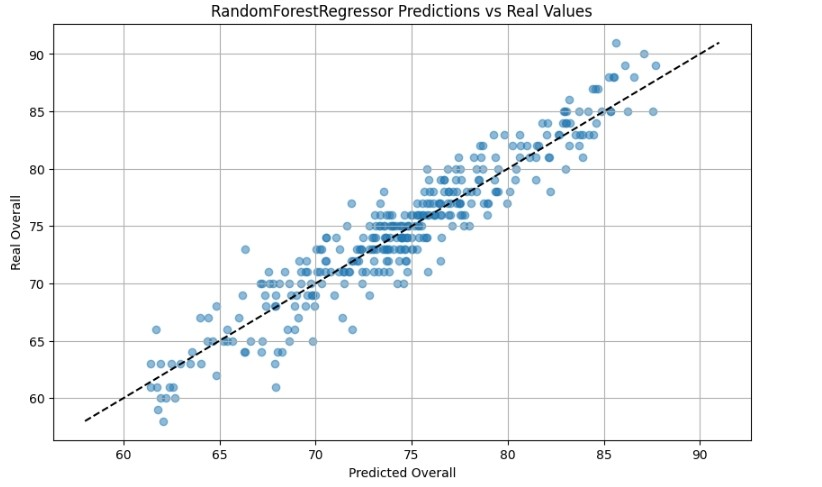 RandomForestRegressor Predictions vs Real Values
90
85
80
75
70
65
60
Real Overall
60 65 70 75 80 85 90
Predicted Overall